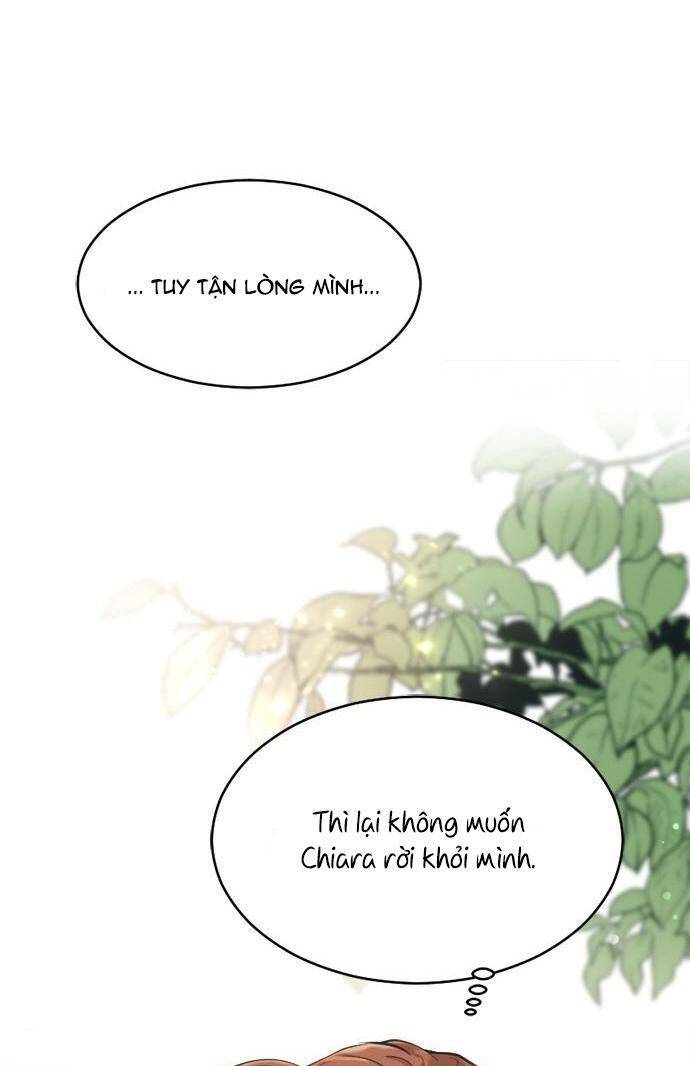 ... TUY TẬN LÒNG MÌNH...
Thì lại không muốn
Chiara rời khỏi mình.